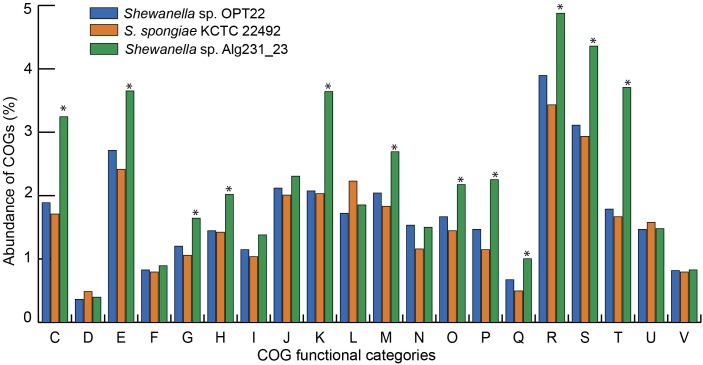 Shewanella sp. OPT22
S. spongiae KCTC 22492
Shewanella sp. Alg231_23
Abundance of COGs (%)
5
4
3
2
1
0
* * * * * * * * * * * *
C D E F G H I J K L M N O P Q R S T U V
COG functional categories